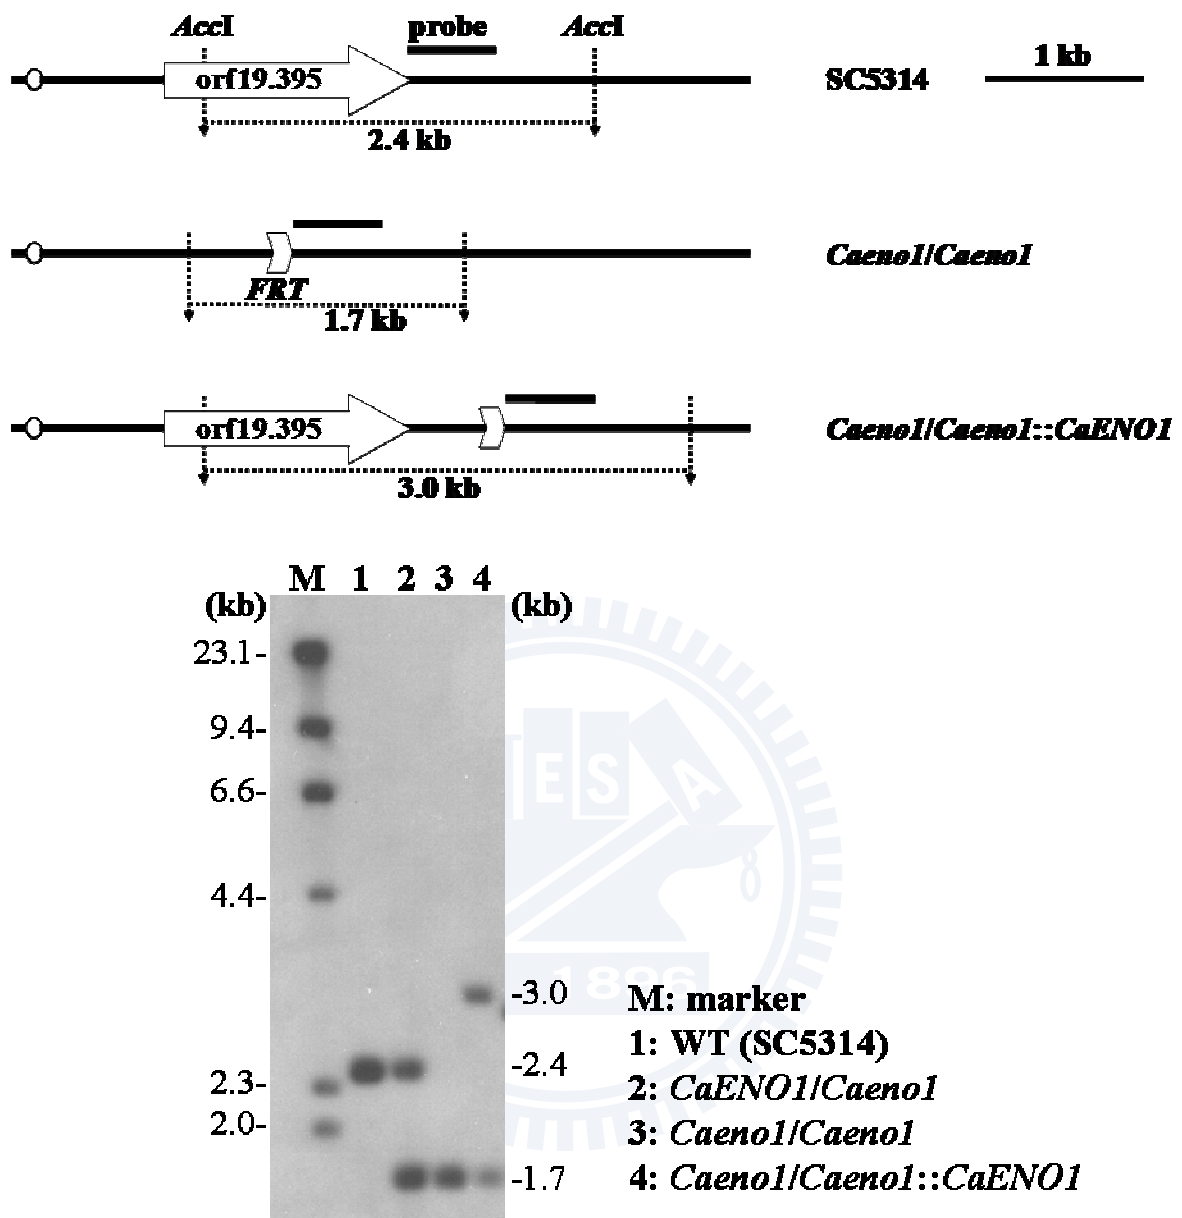 AccI probe AccI
orf19.395 SC5314 1 kb
2.4 kb
Caeno1/Caeno1
FRT
1.7 kb
orf19.395 Caeno1/Caeno1::CaENO1
3.0 kb
M 1 2 3 4
(kb) (kb)
23.1-
9.4-
6.6-
E S A
4.4-
1896
-3.0
M: marker
1: WT (SC5314)
-2.4
2.3-
2: CaENO1/Caeno1
2.0-
3: Caeno1/Caeno1
-1.7
4: Caeno1/Caeno1::CaENO1